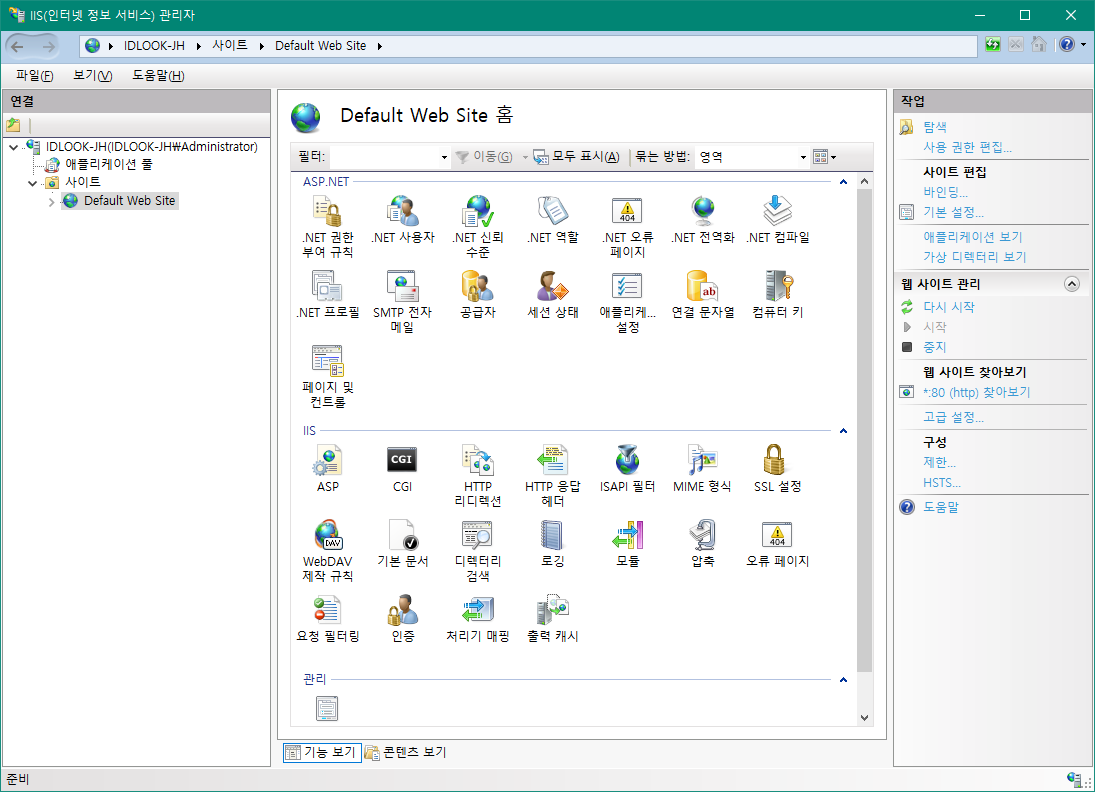 IIS(인터넷 정보 서비스) 관리자
IDLOOK-JH
사이트
Default Web Site
파일(F)
보기(V)
도움말(H)
연결
IDLOOK-JH(IDLOOK-JH₩Administrator)
애플리케이션 풀
사이트
Default Web Site
Default Web Site 홈
필터:
이동(G)
모두 표시(A)
묶는 방법:
영역
ASP.NET
.NET 권한
부여 규칙
.NET 사용자
.NET 신뢰
수준
.NET 역할
.NET 오류
페이지
.NET 전역화
.NET 컴파일
404
.NET 프로필
SMTP 전자
메일
공급자
세션 상태
애플리케...
설정
연결 문자열
컴퓨터 키
ab
페이지 및
컨트롤
IIS
ASP
CGI
CGI
HTTP
리디렉션
HTTP 응답
헤더
ISAPI 필터
MIME 형식
SSL 설정
DAV
WebDAV
제작 규칙
기본 문서
디렉터리
검색
로깅
모듈
압축
404
오류 페이지
요청 필터링
인증
처리기 매핑
출력 캐시
관리
기능 보기
콘텐츠 보기
작업
탐색
사용 권한 편집...
사이트 편집
바인딩...
기본 설정...
애플리케이션 보기
가상 디렉터리 보기
웹 사이트 관리
다시 시작
시작
중지
웹 사이트 찾아보기
*:80 (http) 찾아보기
고급 설정...
구성
제한...
HSTS...
도움말
준비